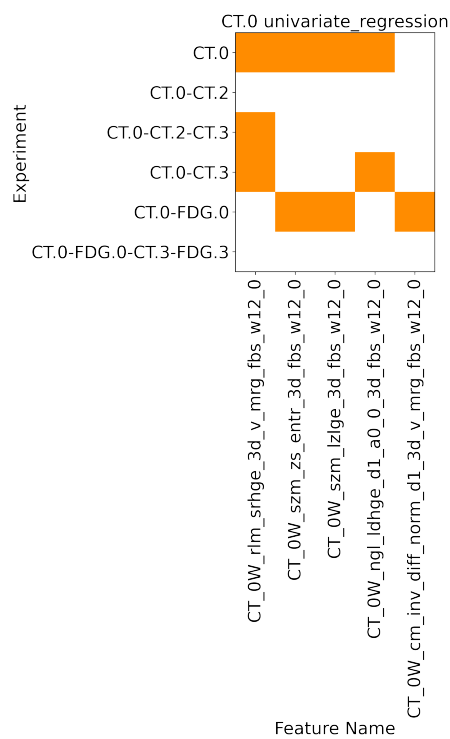 CT.0 univariate_regression
Experiment
CT.0
CT.0-CT.2
CT.0-CT.2-CT.3
CT.0-CT.3
CT.0-FDG.0
CT.0-FDG.0-CT.3-FDG.3
CT_0W_rlm_srhge_3d_v_mrg_fbs_w12_0
CT_0W_szm_zs_entr_3d_fbs_w12_0
CT_0W_szm_lzlge_3d_fbs_w12_0
CT_0W_ngl_ldhge_d1_a0_0_3d_fbs_w12_0
CT_0W_cm_inv_diff_norm_d1_3d_v_mrg_fbs_w12_0
Feature Name